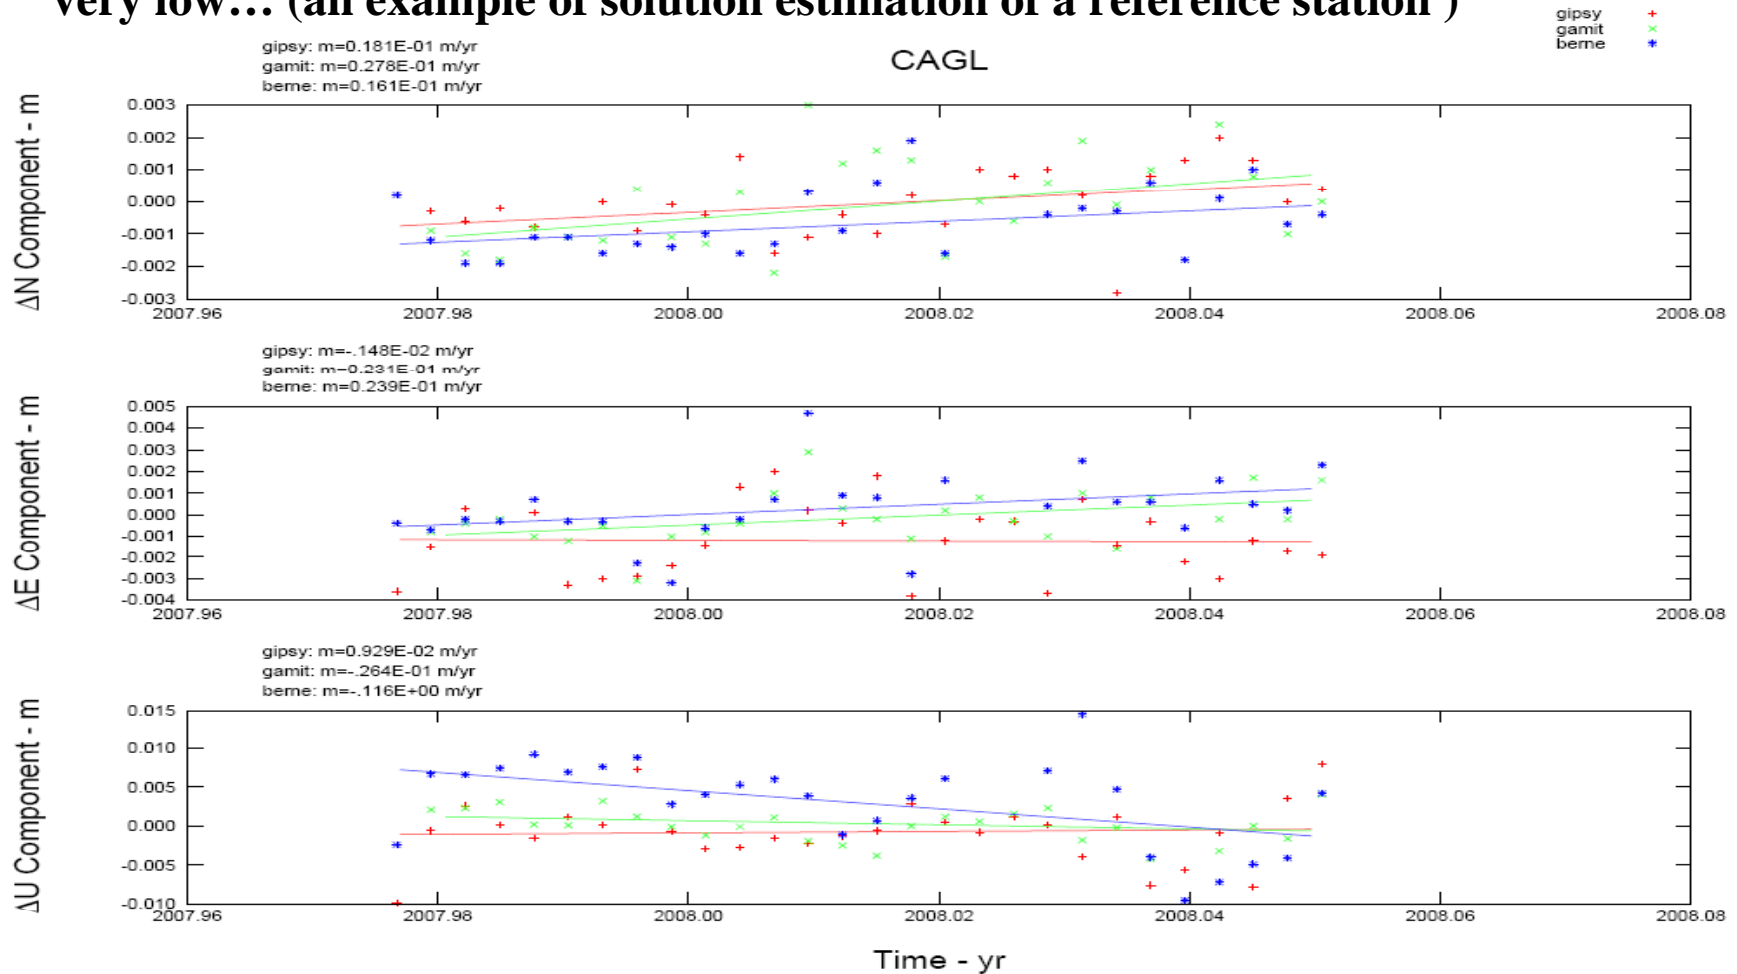 very low… (an example of solution estimation of a reference station )
gipsy
gamit
berne
gipsy: m=0.181E-01 m/yr
gamit: m=0.278E-01 m/yr
berne: m=0.161E-01 m/yr
CAGL
ΔN Component - m
0.003
0.002
0.001
0.000
-0.001
-0.002
-0.003
2007.96 2007.98 2008.00 2008.02 2008.04 2008.06 2008.08
gipsy: m=-.148E-02 m/yr
gamit: m=0.231E-01 m/yr
berne: m=0.239E-01 m/yr
ΔE Component - m
0.005
0.004
0.003
0.002
0.001
0.000
-0.001
-0.002
-0.003
-0.004
2007.96 2007.98 2008.00 2008.02 2008.04 2008.06 2008.08
gipsy: m=0.929E-02 m/yr
gamit: m=-.264E-01 m/yr
berne: m=-.116E+00 m/yr
ΔU Component - m
0.015
0.010
0.005
0.000
-0.005
-0.010
2007.96 2007.98 2008.00 2008.02 2008.04 2008.06 2008.08
Time - yr